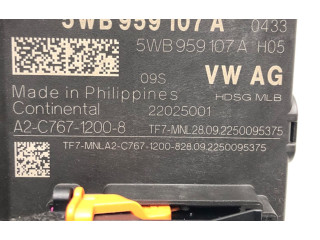 5WB 959 107 A 0433
5WB 959 107 A H05
09S VW AG
Made in Philippines HDSG MLB
Continental 22025001
A2-C767-1200-8 TF7-MNL28.09.2250095375
TF7-MNLA2-C767-1200-828.09.2250095375